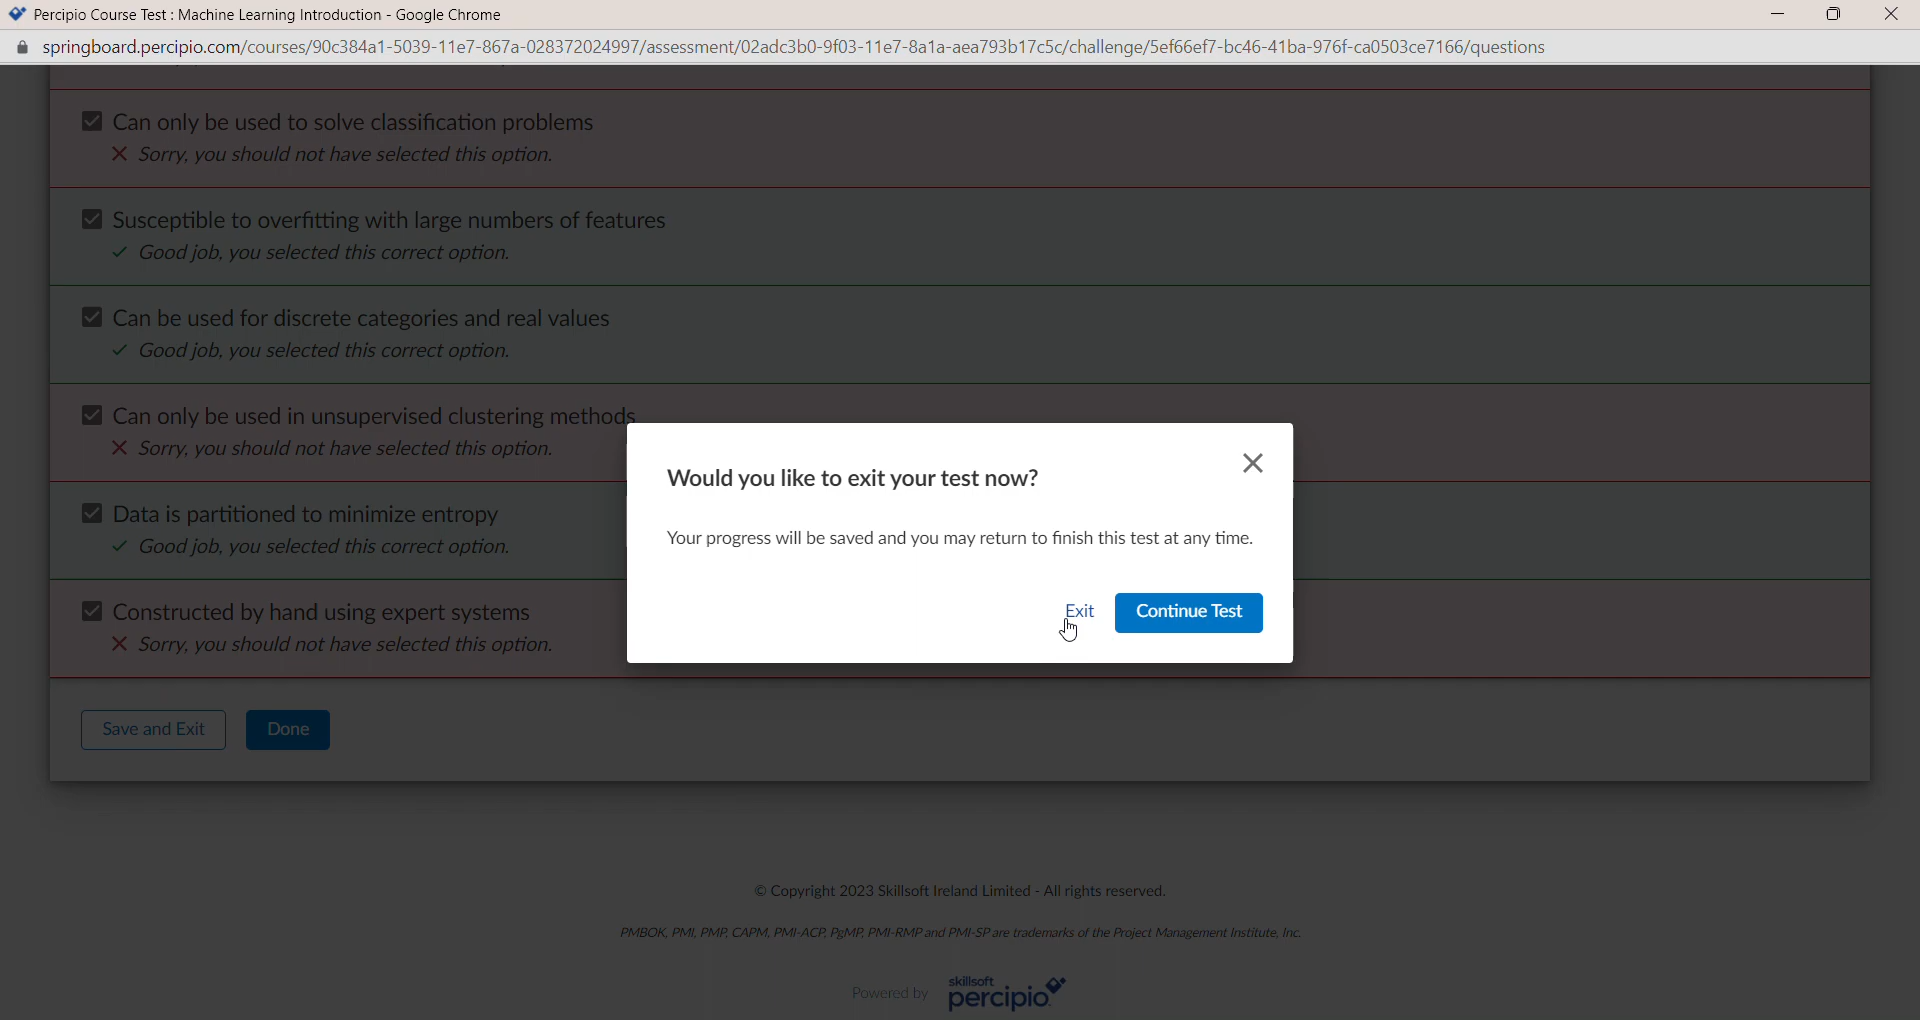 Percipio Course Test : Machine Learning Introduction - Google Chrome
springboard.percipio.com/courses/90c384a1-5039-11e7-867a-028372024997/assessment/02adc3b0-9f03-11e7-8a1a-aea793b17c5c/challenge/5ef66ef7-bc46-41ba-976f-ca0503ce7166/questions
Can only be used to solve classification problems
Sorry, you should not have selected this option.
Susceptible to overfitting with large numbers of features
Good job, you selected this correct option.
Can be used for discrete categories and real values
Good job, you selected this correct option.
Can only be used in unsupervised clustering methods
Sorry, you should not have selected this option.
Data is partitioned to minimize entropy
Good job, you selected this correct option.
Constructed by hand using expert systems
Sorry, you should not have selected this option.
Would you like to exit your test now?
Your progress will be saved and you may return to finish this test at any time.
Exit
Continue Test
Save and Exit
Done
© Copyright 2023 Skillsoft Ireland Limited - All rights reserved.
PMBOK, PMI, PMP, CAPM, PMI-ACP, PgMP, PMI-RMP and PMI-SP are trademarks of the Project Management Institute, Inc.
Powered by
skillsoft
percipio